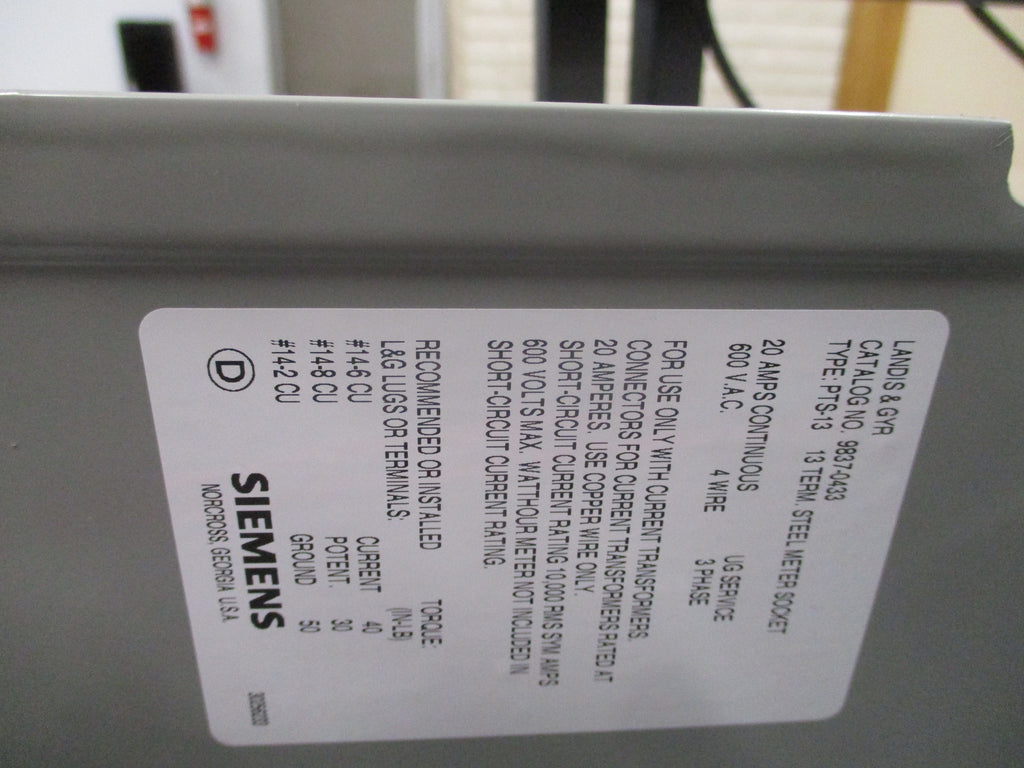 LANDIS & GYR
CATALOG NO. 9837-0433
TYPE: PTS-13 13 TERM. STEEL METER SOCKET
20 AMPS CONTINUOUS UG SERVICE
600 V.A.C. 4 WIRE 3 PHASE
FOR USE ONLY WITH CURRENT TRANSFORMERS.
CONNECTORS FOR CURRENT TRANSFORMERS RATED AT
20 AMPERES. USE COPPER WIRE ONLY.
SHORT-CIRCUIT CURRENT RATING 10,000 RMS SYM AMPS
600 VOLTS MAX. WATTHOUR METER NOT INCLUDED IN
SHORT-CIRCUIT CURRENT RATING.
RECOMMENDED OR INSTALLED TORQUE:
L&G LUGS OR TERMINALS: (IN-LB)
#14-6 CU CURRENT 40
#14-8 CU POTENT. 30
#14-2 CU GROUND 50
D SIEMENS
NORCROSS, GEORGIA U.S.A